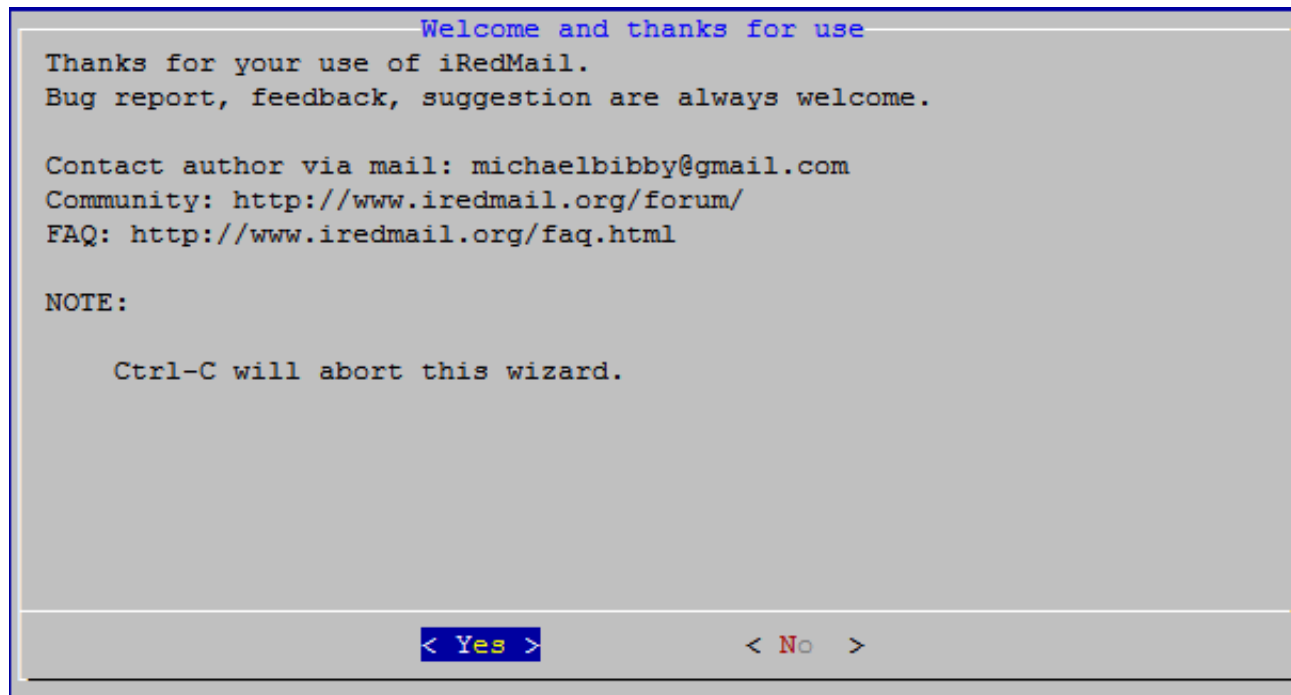 Welcome and thanks for use
Thanks for your use of iRedMail.
Bug report, feedback, suggestion are always welcome.
Contact author via mail: michaelbibby@gmail.com
Community: http://www.iredmail.org/forum/
FAQ: http://www.iredmail.org/faq.html
NOTE:
Ctrl-C will abort this wizard.
< Yes > < No >